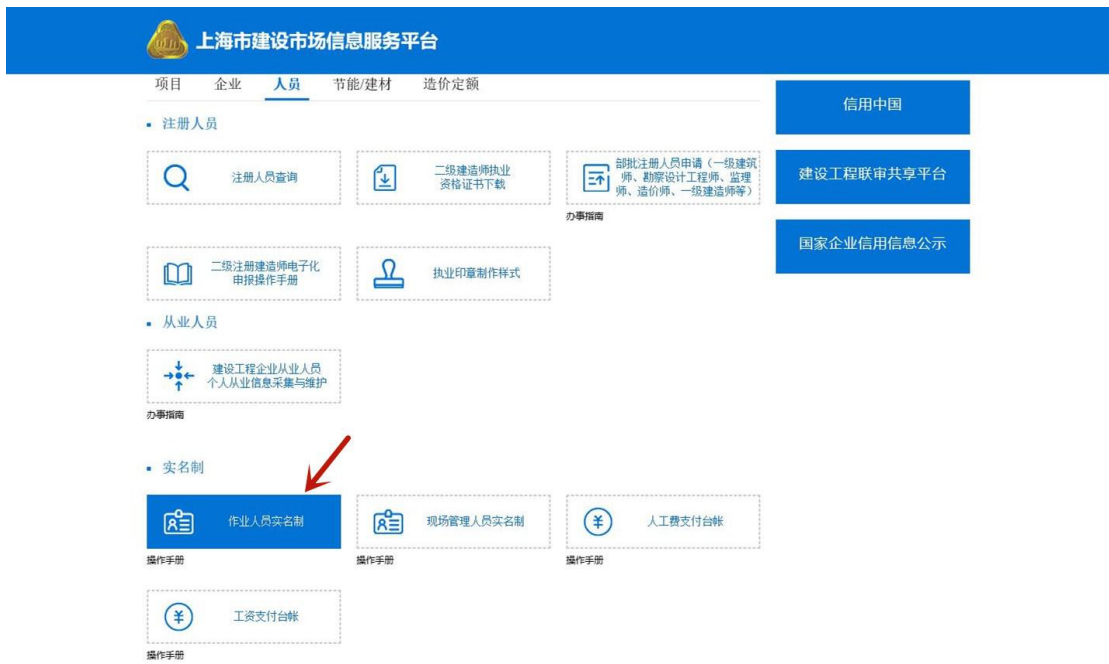 上海市建设市场信息服务平台
项目 企业 人员 节能/建材 造价定额
信用中国
建设工程联审共享平台
国家企业信用信息公示
注册人员
注册人员查询
二级建造师执业
资格证书下载
部批注册人员申请（一级建筑
师、勘察设计工程师、监理
师、造价师、一级建造师等）
办事指南
二级注册建造师电子化
申报操作手册
执业印章制作样式
从业人员
建设工程企业从业人员
个人从业信息采集与维护
办事指南
实名制
作业人员实名制
操作手册
现场管理人员实名制
操作手册
人工费支付台帐
操作手册
工资支付台帐
操作手册